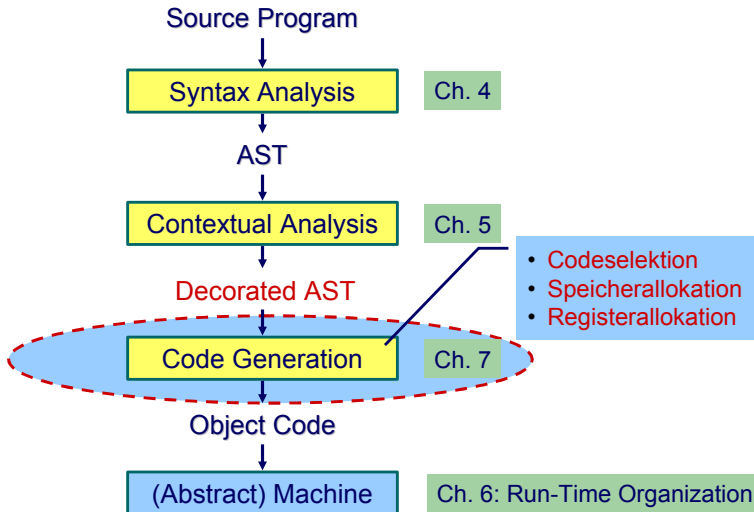 Source Program
Syntax Analysis
Ch. 4
AST
Contextual Analysis
Ch. 5
• Codeselektion
• Speicherallokation
• Registerallokation
Decorated AST
Code Generation
Ch. 7
Object Code
(Abstract) Machine
Ch. 6: Run-Time Organization